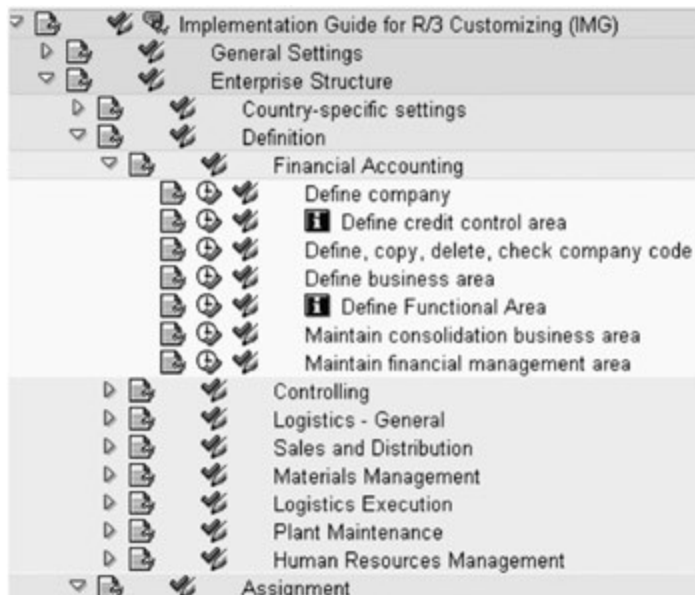 Implementation Guide for R/3 Customizing (IMG)
General Settings
Enterprise Structure
Country-specific settings
Definition
Financial Accounting
Define company
Define credit control area
Define, copy, delete, check company code
Define business area
Define Functional Area
Maintain consolidation business area
Maintain financial management area
Controlling
Logistics - General
Sales and Distribution
Materials Management
Logistics Execution
Plant Maintenance
Human Resources Management
Assignment